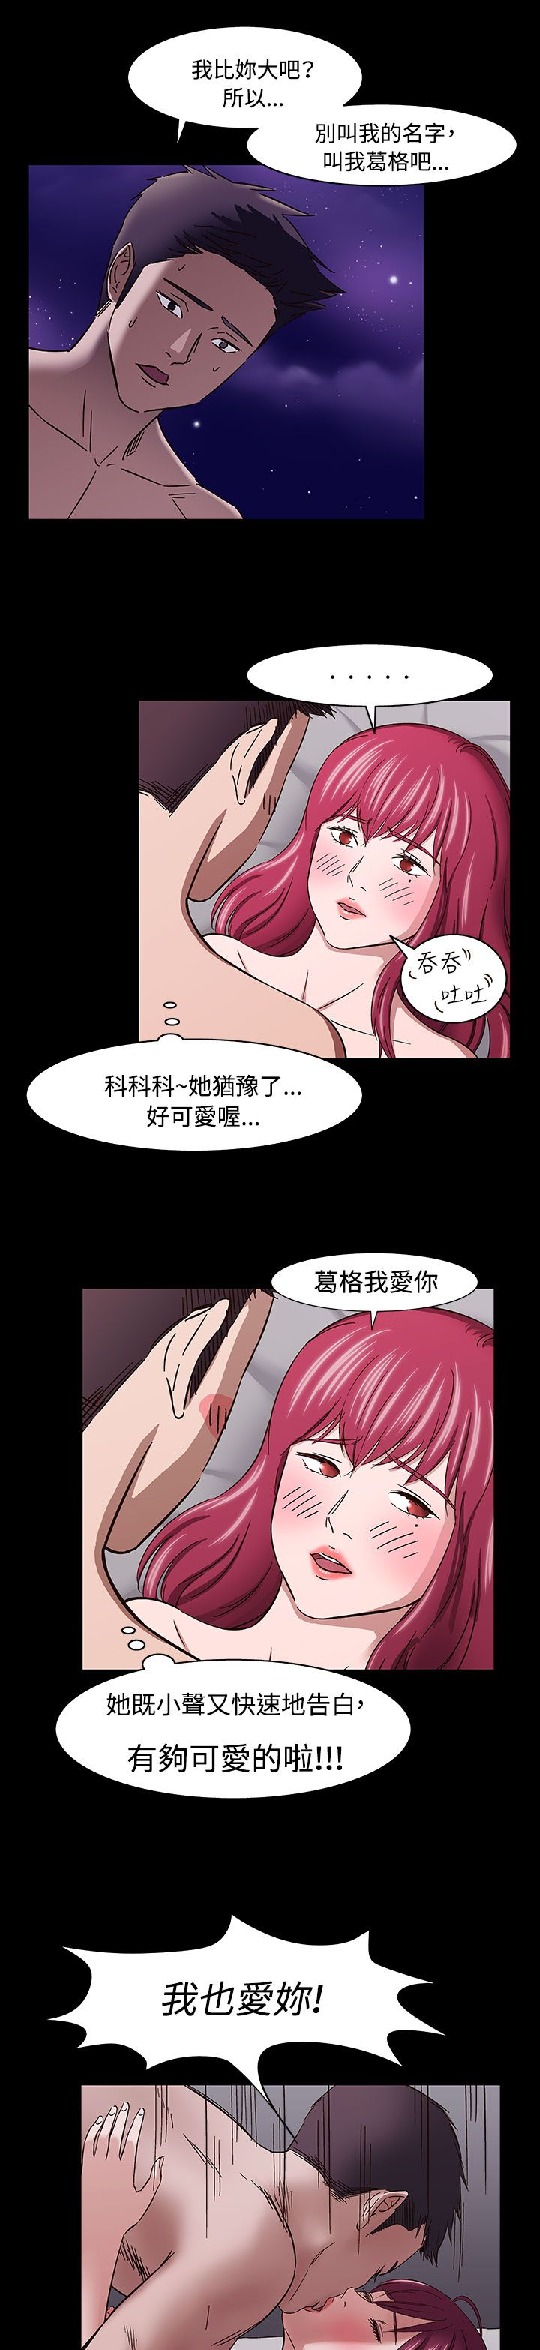 我比妳大吧?
所以...
別叫我的名字,
叫我葛格吧...
.....
吞吞
吐吐
科科科~她猶豫了...
好可愛喔...
葛格我愛你
她既小聲又快速地告白,
有夠可愛的啦!!!
我也愛妳!